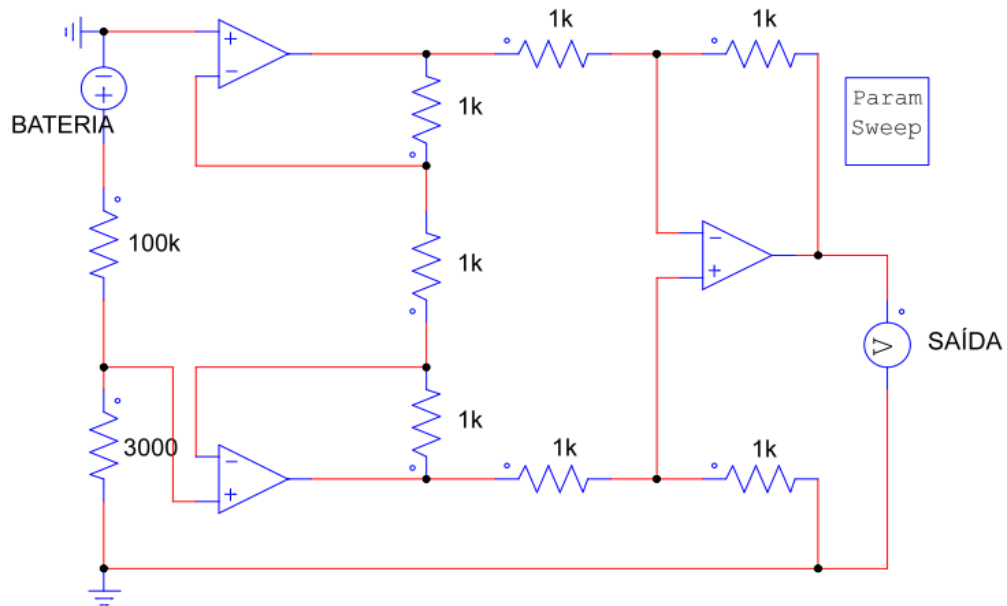 1k
1k
+
−
−
+
BATERIA
1k
Param
Sweep
100k
1k
−
+
V
SAÍDA
3000
1k
1k
1k
−
+